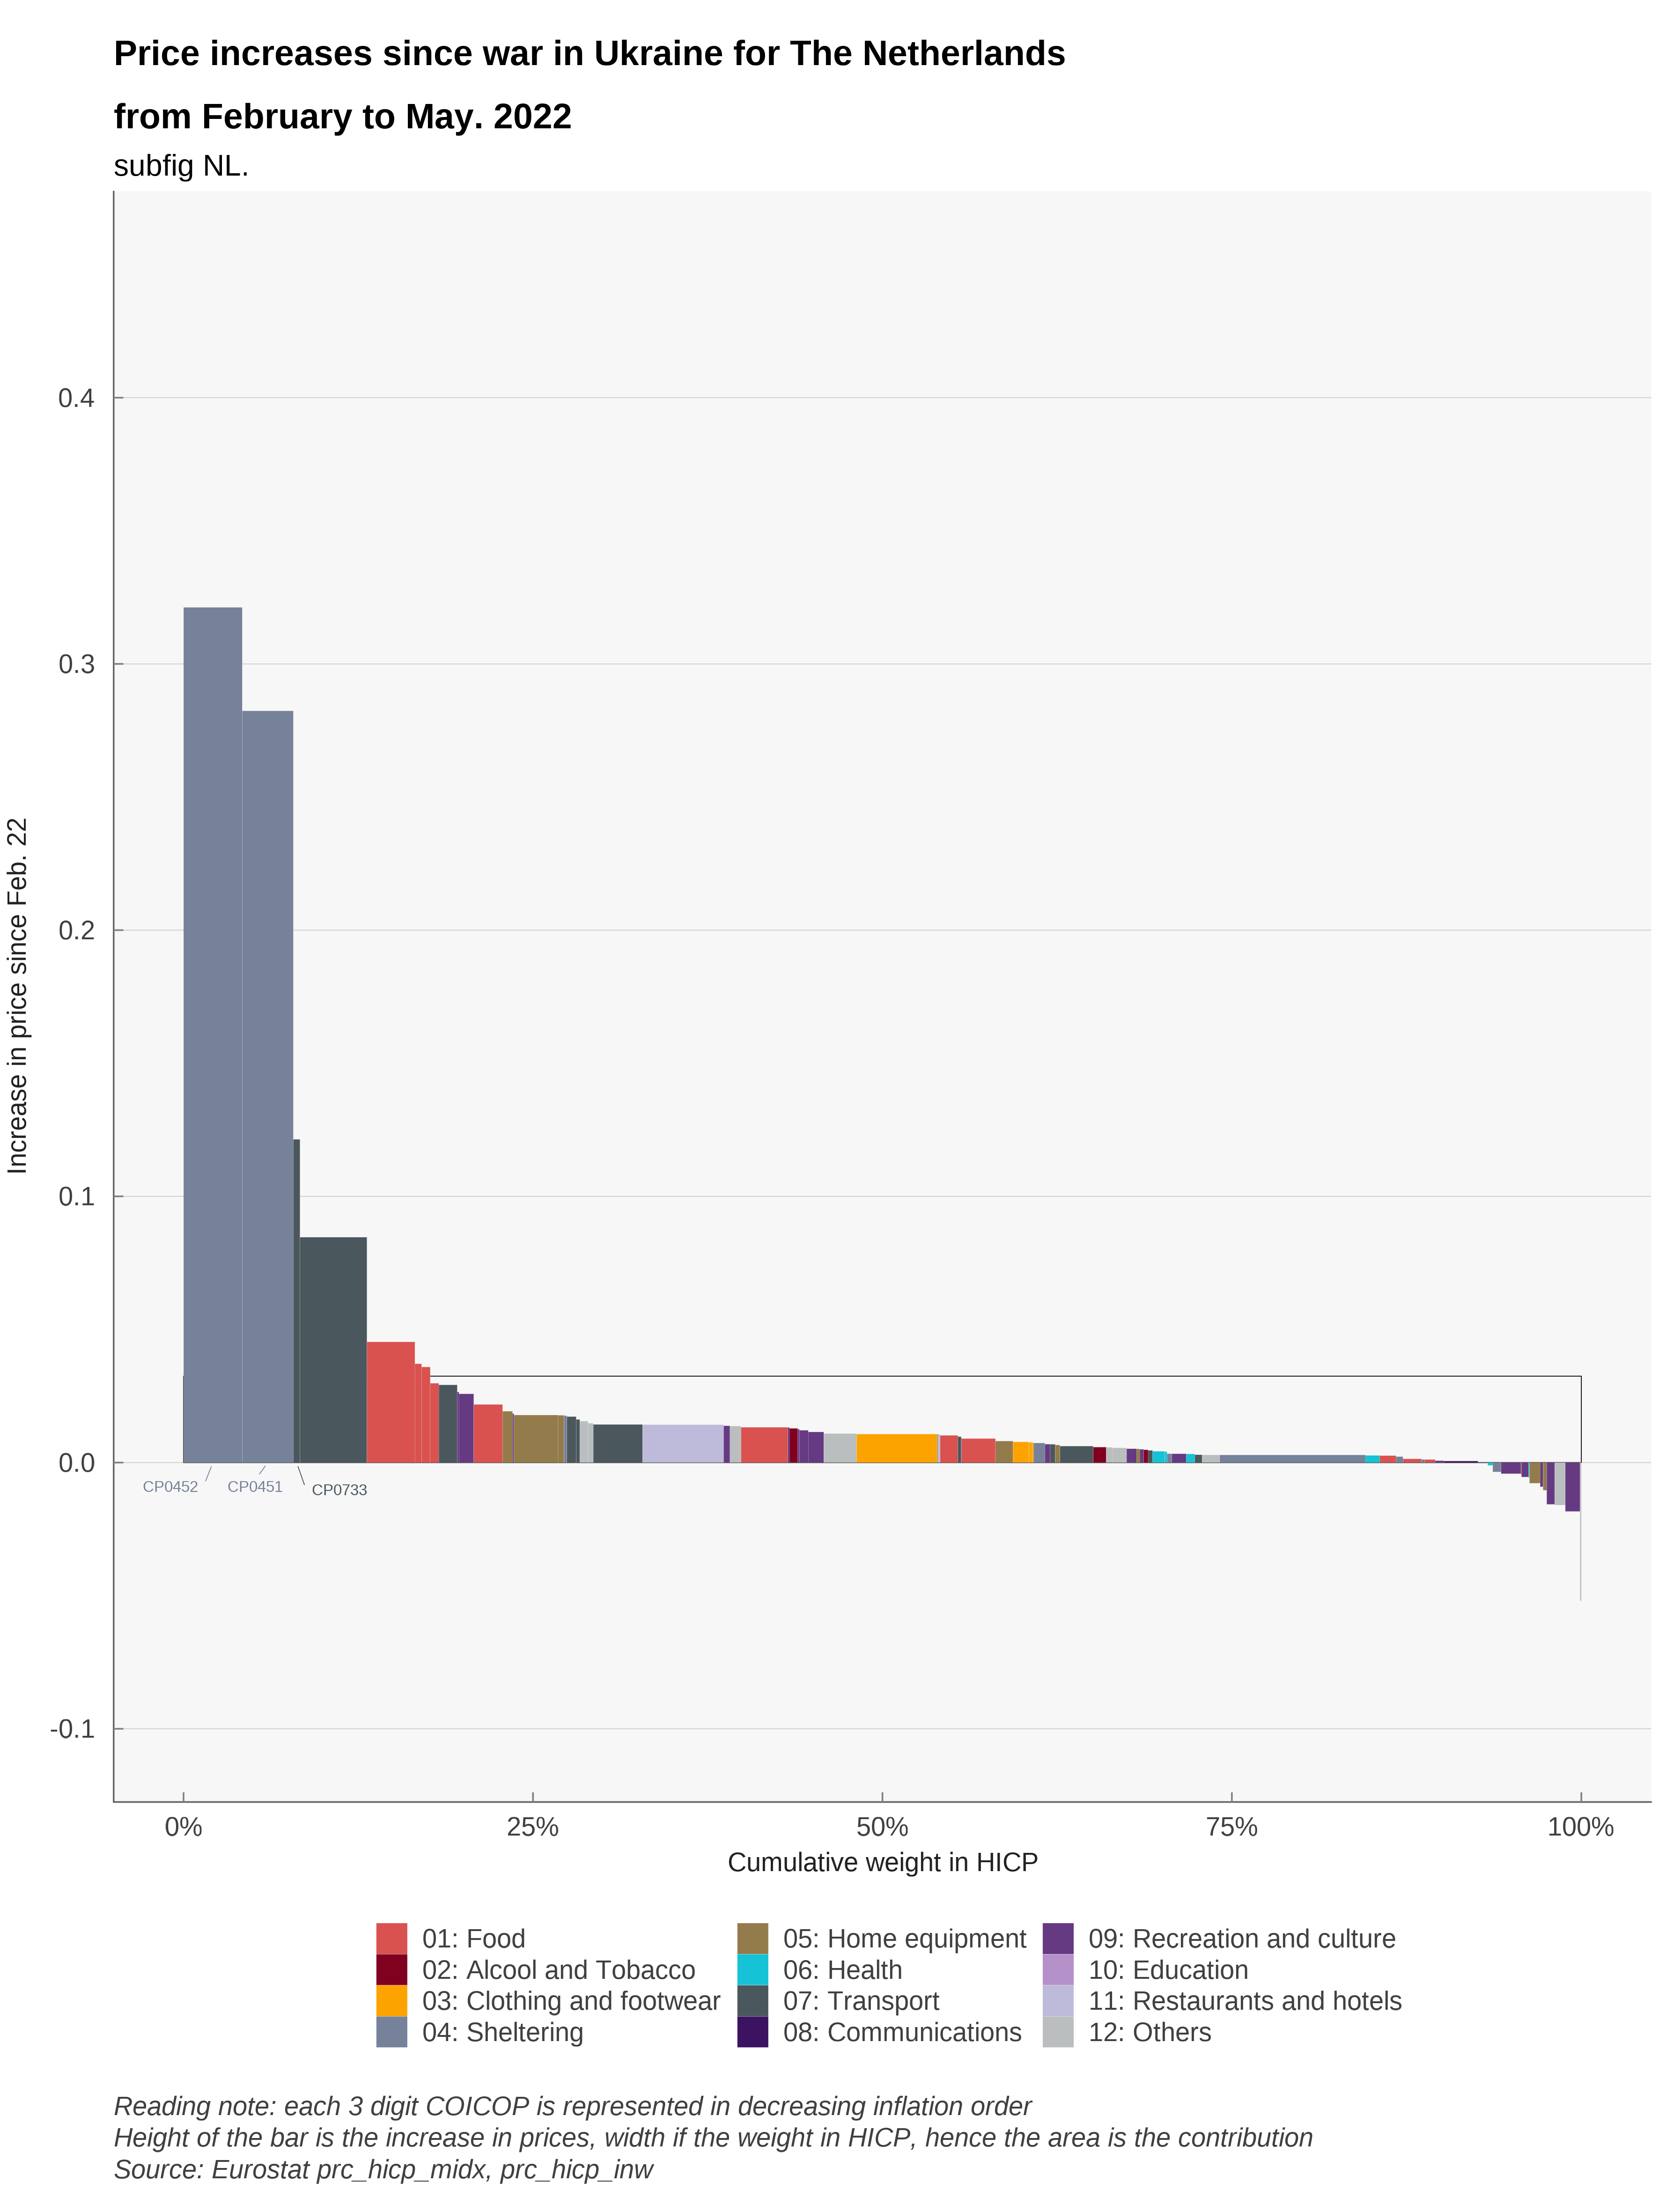 Price increases since war in Ukraine for The Netherlands
from February to May. 2022
subfig NL.
Increase in price since Feb. 22
0.4
0.3
0.2
0.1
0.0
-0.1
CP0452
CP0451
CP0733
0%
25%
50%
75%
100%
Cumulative weight in HICP
01: Food
02: Alcool and Tobacco
03: Clothing and footwear
04: Sheltering
05: Home equipment
06: Health
07: Transport
08: Communications
09: Recreation and culture
10: Education
11: Restaurants and hotels
12: Others
Reading note: each 3 digit COICOP is represented in decreasing inflation order
Height of the bar is the increase in prices, width if the weight in HICP, hence the area is the contribution
Source: Eurostat prc_hicp_midx, prc_hicp_inw